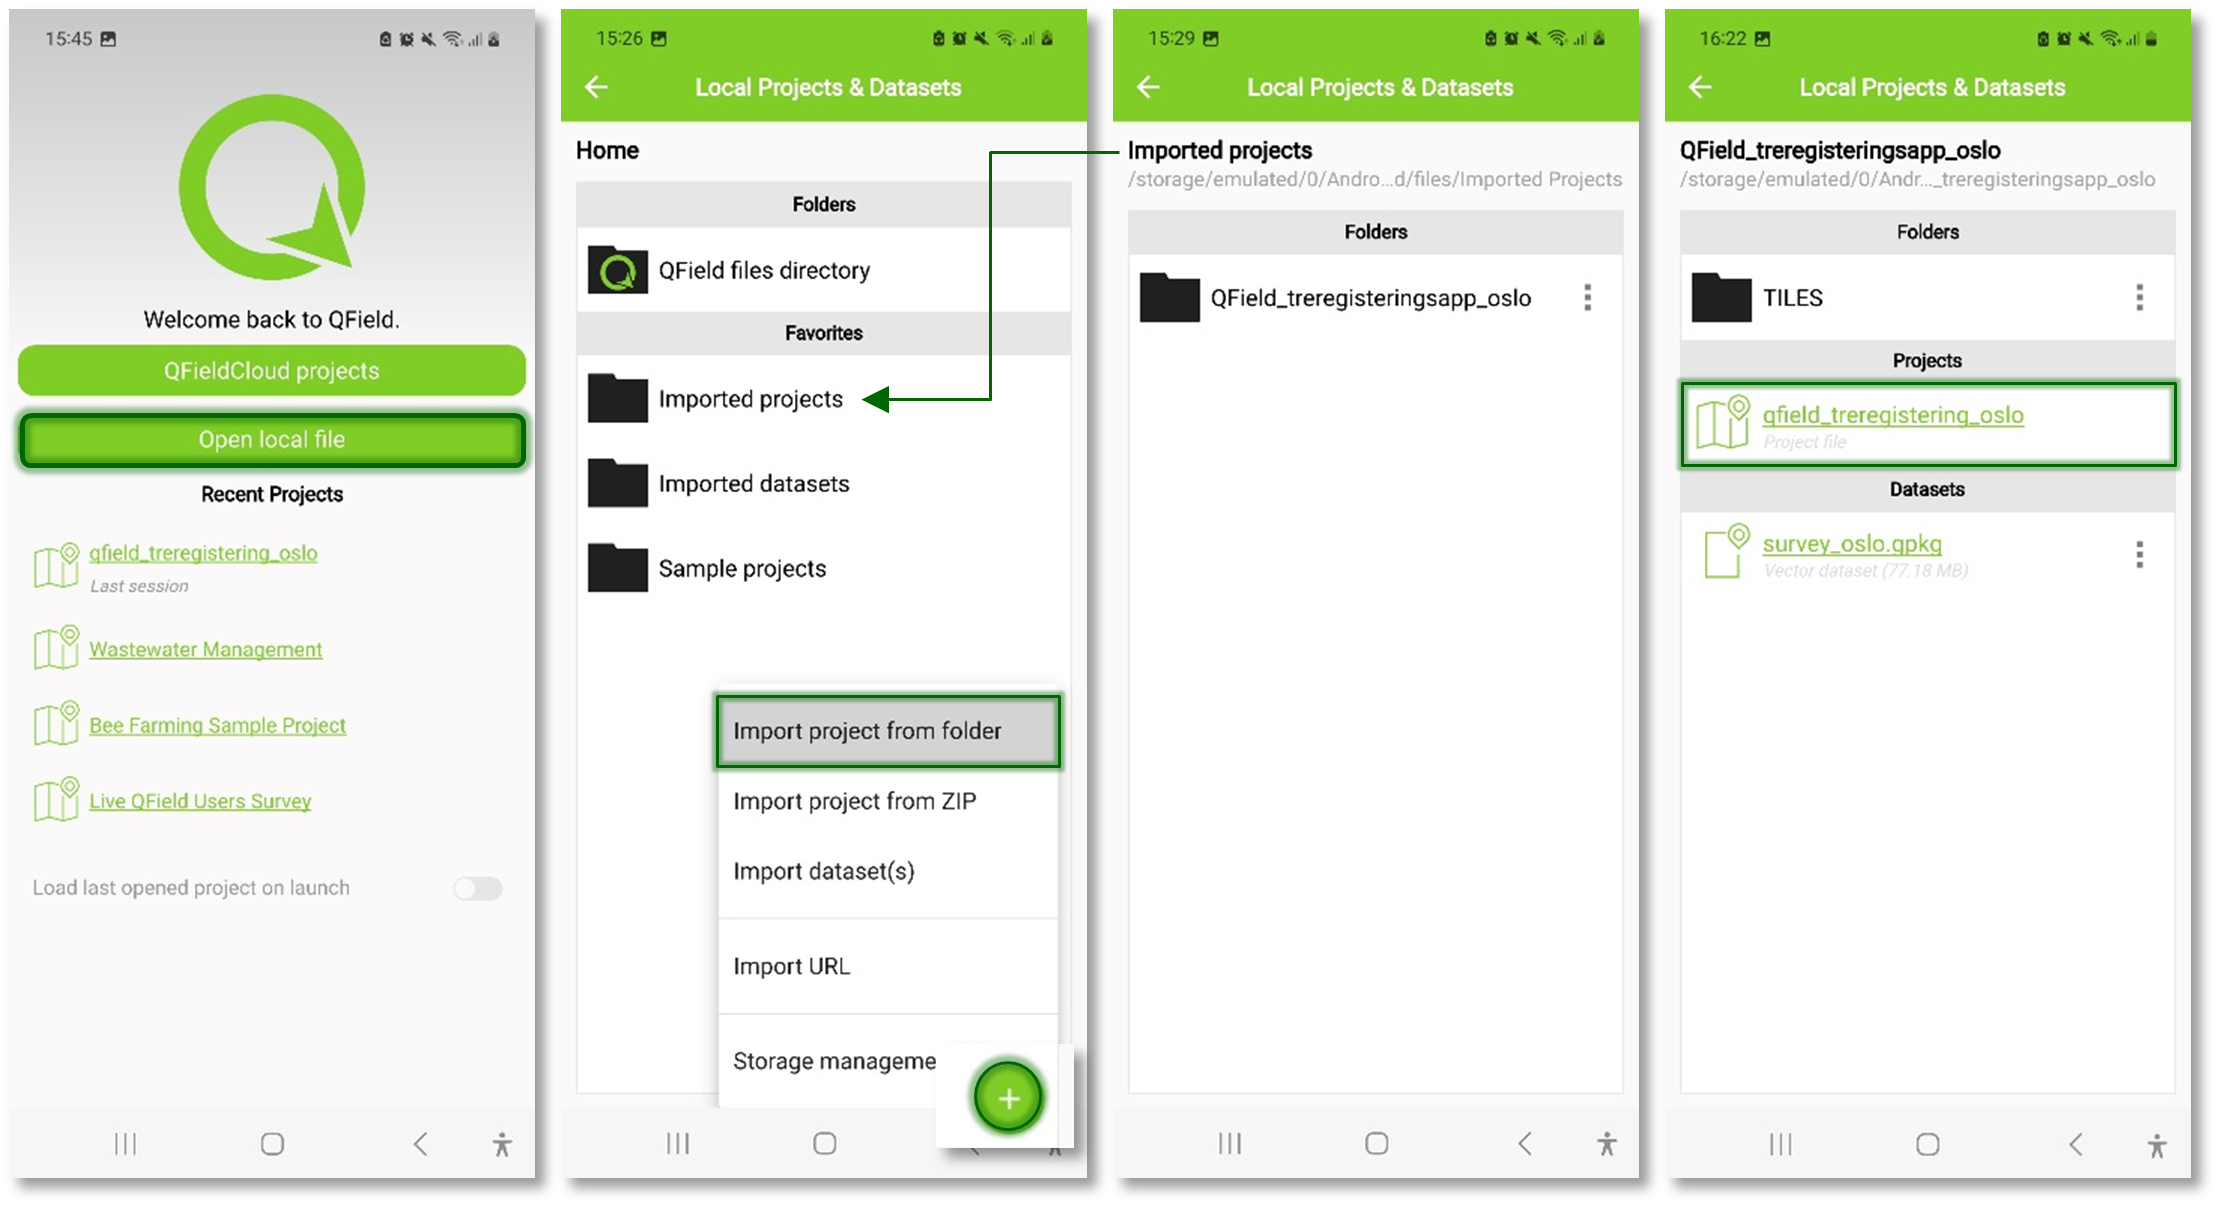 15:45
Welcome back to QField.
QFieldCloud projects
Open local file
Recent Projects
qfield_treregistering_oslo
Last session
Wastewater Management
Bee Farming Sample Project
Live QField Users Survey
Load last opened project on launch
15:26
Local Projects & Datasets
Home
Folders
QField files directory
Favorites
Imported projects
Imported datasets
Sample projects
Import project from folder
Import project from ZIP
Import dataset(s)
Import URL
Storage manageme
15:29
Local Projects & Datasets
Imported projects
/storage/emulated/0/Andro...d/files/Imported Projects
Folders
QField_treregisteringsapp_oslo
16:22
Local Projects & Datasets
QField_treregisteringsapp_oslo
/storage/emulated/0/Andr..._treregisteringsapp_oslo
Folders
TILES
Projects
qfield_treregistering_oslo
Project file
Datasets
survey_oslo.gpkg
Vector dataset (77.18 MB)